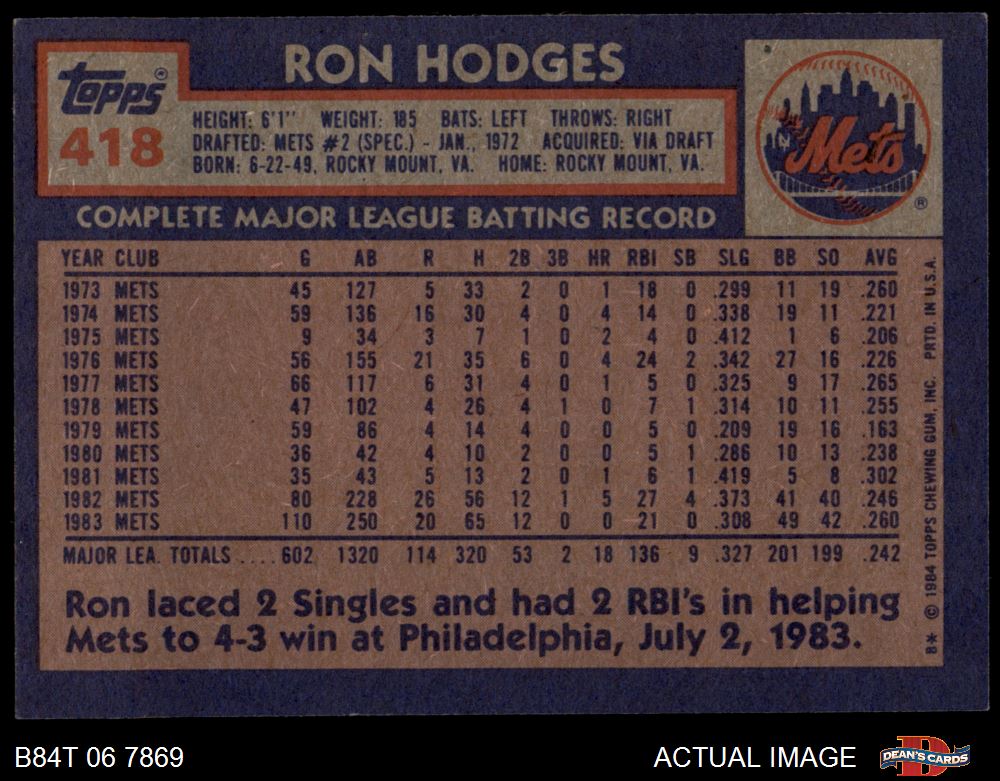 RON HODGES
TOPPS®
418
HEIGHT: 6'1" WEIGHT: 185 BATS: LEFT THROWS: RIGHT
DRAFTED: METS #2 (SPEC.) - JAN., 1972 ACQUIRED: VIA DRAFT
BORN: 6-22-49, ROCKY MOUNT, VA. HOME: ROCKY MOUNT, VA.
Mets
®
COMPLETE MAJOR LEAGUE BATTING RECORD
YEAR CLUB G AB R H 2B 3B HR RBI SB SLG BB SO AVG
1973 METS 45 127 5 33 2 0 1 18 0 .299 11 19 .260
1974 METS 59 136 16 30 4 0 4 14 0 .338 19 11 .221
1975 METS 9 34 3 7 1 0 2 4 0 .412 1 6 .206
1976 METS 56 155 21 35 6 0 4 24 2 .342 27 16 .226
1977 METS 66 117 6 31 4 0 1 5 0 .325 9 17 .265
1978 METS 47 102 4 26 4 1 0 7 1 .314 10 11 .255
1979 METS 59 86 4 14 4 0 0 5 0 .209 19 16 .163
1980 METS 36 42 4 10 2 0 0 5 1 .286 10 13 .238
1981 METS 35 43 5 13 2 0 1 6 1 .419 5 8 .302
1982 METS 80 228 26 56 12 1 5 27 4 .373 41 40 .246
1983 METS 110 250 20 65 12 0 0 21 0 .308 49 42 .260
MAJOR LEA. TOTALS .... 602 1320 114 320 53 2 18 136 9 .327 201 199 .242
Ron laced 2 Singles and had 2 RBI's in helping
Mets to 4-3 win at Philadelphia, July 2, 1983.
B* © 1984 TOPPS CHEWING GUM, INC. PRTD. IN U.S.A.
B84T 06 7869
ACTUAL IMAGE
DEAN'S CARDS